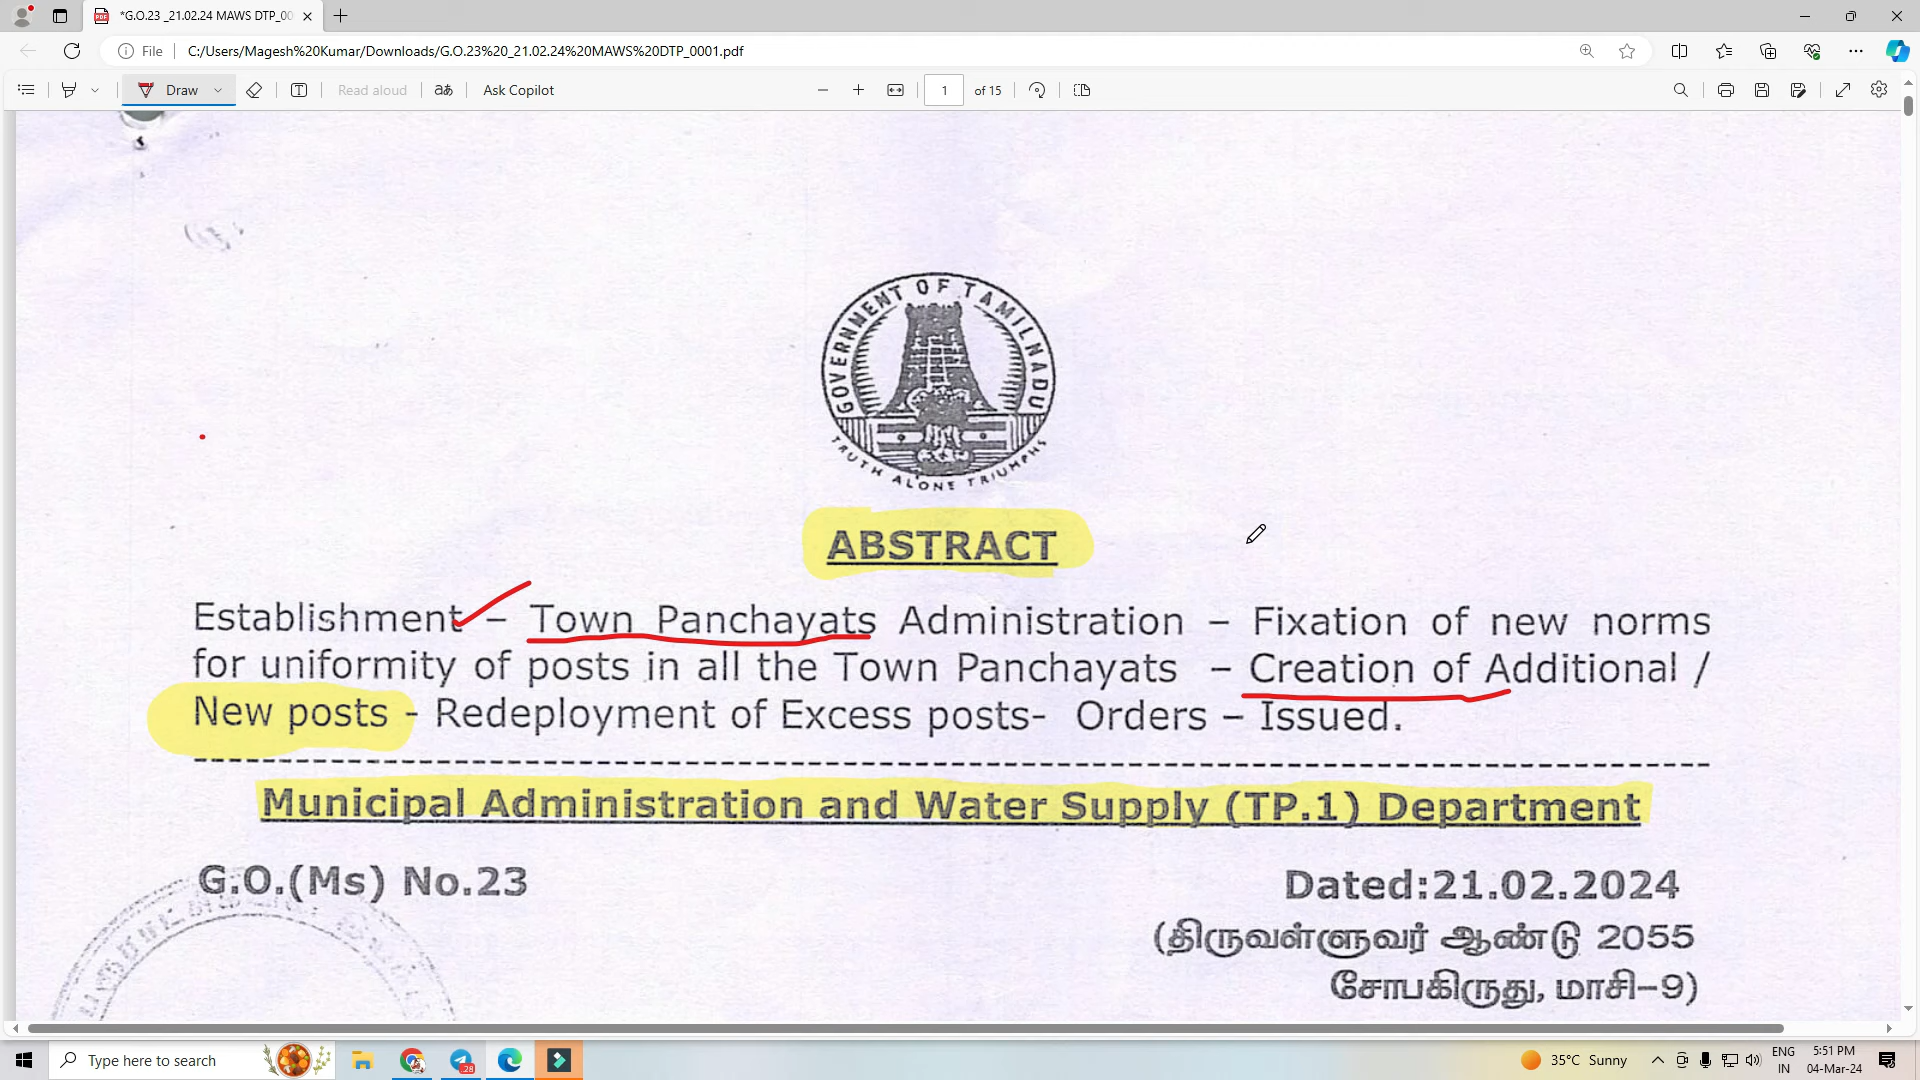 *G.O.23 _21.02.24 MAWS DTP_00
File
C:/Users/Magesh%20Kumar/Downloads/G.O.23%20_21.02.24%20MAWS%20DTP_0001.pdf
Draw
Read aloud
aあ
Ask Copilot
1 of 15
GOVERNMENT OF TAMILNADU
TRUTH ALONE TRIUMPHS
ABSTRACT
Establishment – Town Panchayats Administration – Fixation of new norms
for uniformity of posts in all the Town Panchayats – Creation of Additional /
New posts - Redeployment of Excess posts- Orders – Issued.
Municipal Administration and Water Supply (TP.1) Department
G.O.(Ms) No.23
Dated:21.02.2024
(திருவள்ளுவர் ஆண்டு 2055
சோபகிருது, மாசி-9)
Type here to search
28
35°C Sunny
ENG
IN
5:51 PM
04-Mar-24